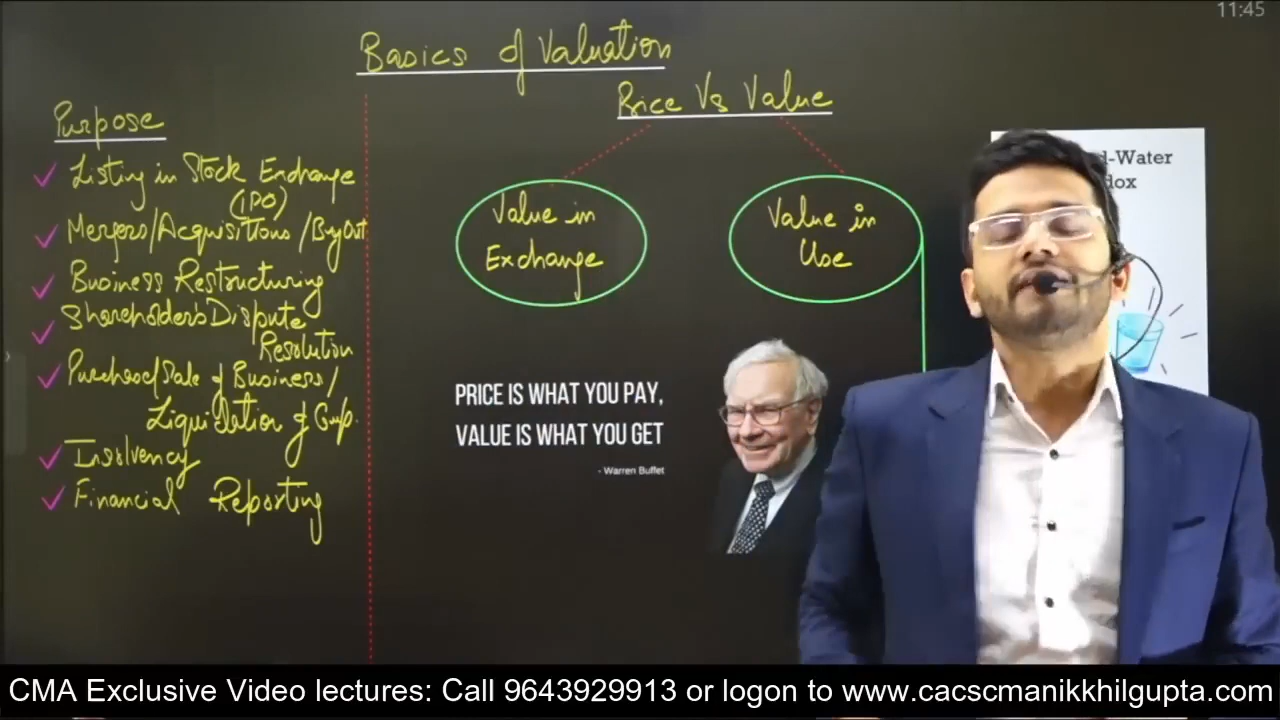 11:45
Basics of Valuation
Price Vs Value
Purpose
Listing in Stock Exchange
(IPO)
Mergers/Acquisitions/BuyOut
Business Restructuring
Shareholders Dispute
Resolution
Purchase/Sale of Business/
Liquidation of Comp.
Insolvency
Financial Reporting
Value in
Exchange
Value in
Use
PRICE IS WHAT YOU PAY,
VALUE IS WHAT YOU GET
- Warren Buffet
d-Water
dox
CMA Exclusive Video lectures: Call 9643929913 or logon to www.cacscmanikkhilgupta.com